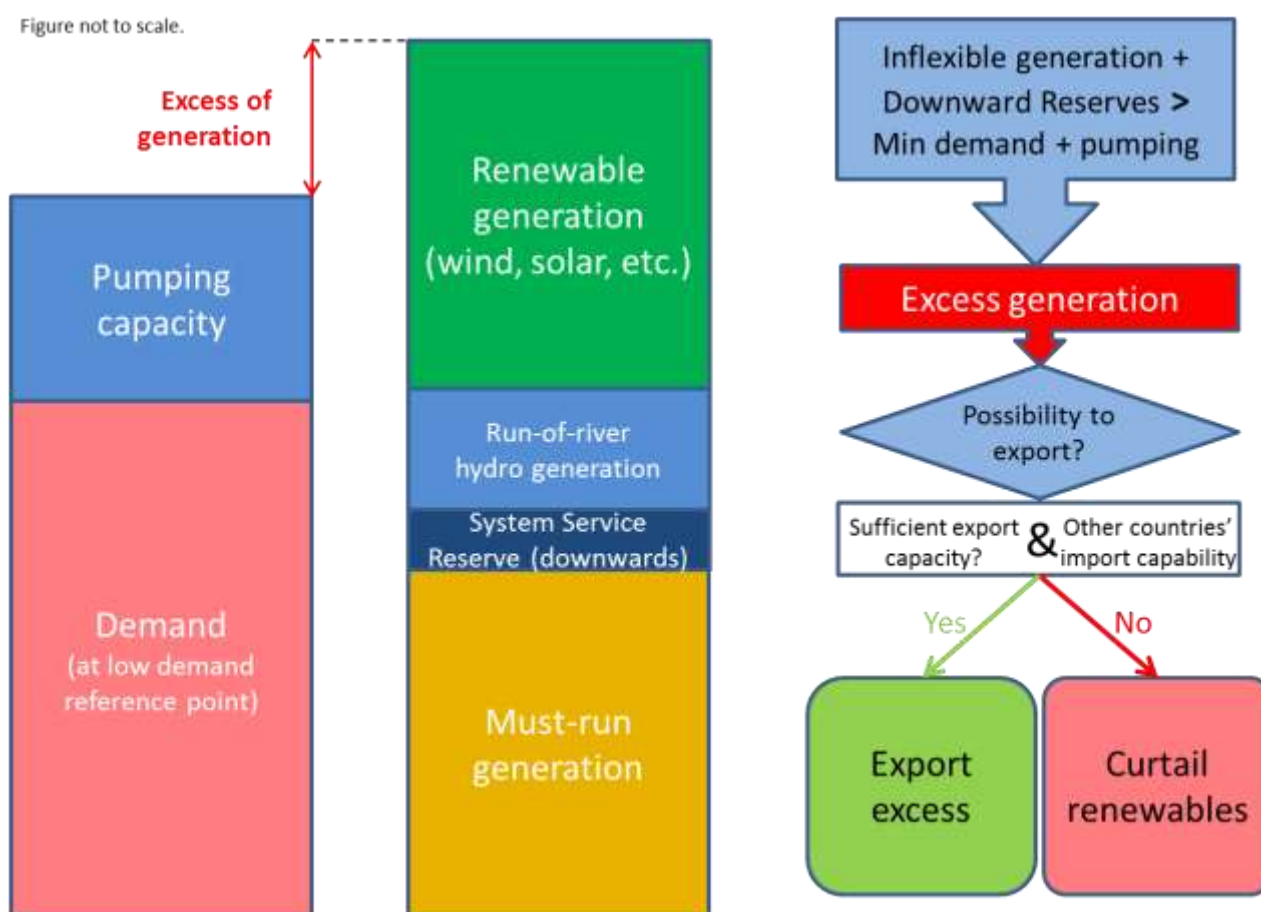 Figure not to scale.
Excess of
generation
Pumping
capacity
Demand
(at low demand
reference point)
Renewable
generation
(wind, solar, etc.)
Run-of-river
hydro generation
System Service
Reserve (downwards)
Must-run
generation
Inflexible generation +
Downward Reserves >
Min demand + pumping
Excess generation
Possibility to
export?
Sufficient export
capacity?
&
Other countries'
import capability
Yes
No
Export
excess
Curtail
renewables